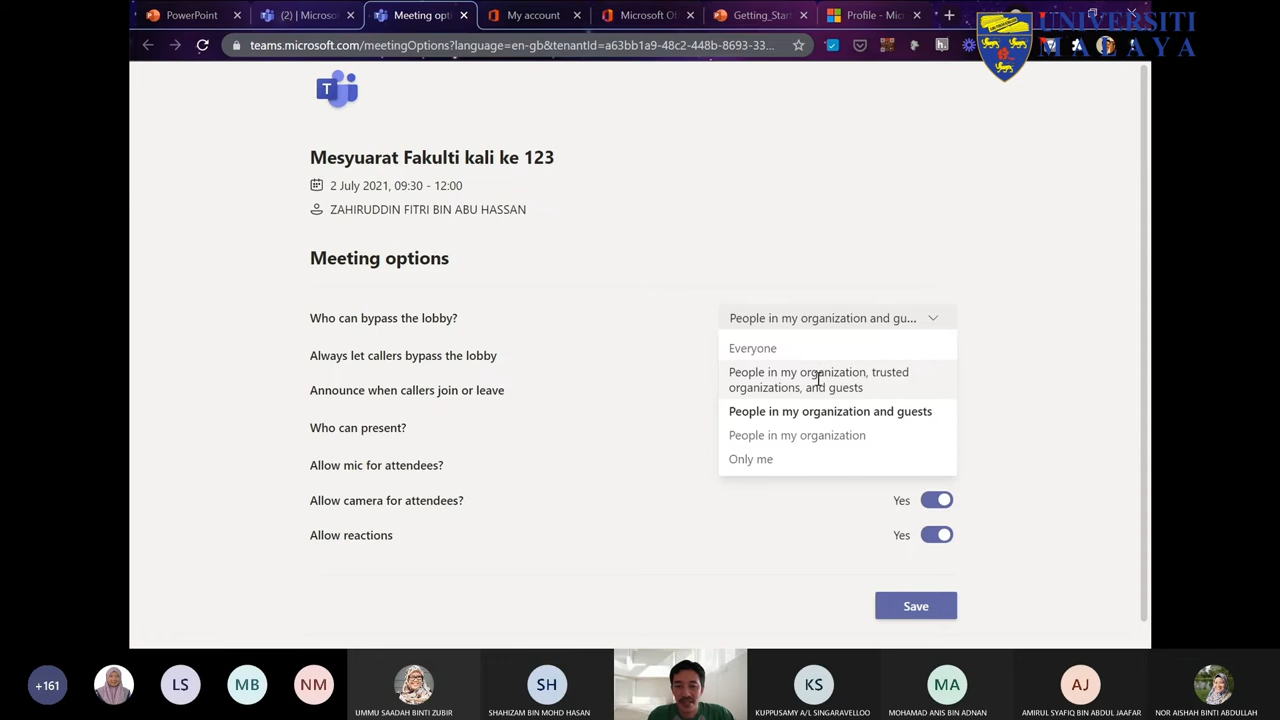 PowerPoint
(2) | Microso
Meeting opti
My account
Microsoft Of
Getting_Star
Profile - Mic
teams.microsoft.com/meetingOptions?language=en-gb&tenantId=a63bb1a9-48c2-448b-8693-33...
UNIVERSITI
MALAYA
T
Mesyuarat Fakulti kali ke 123
2 July 2021, 09:30 - 12:00
ZAHIRUDDIN FITRI BIN ABU HASSAN
Meeting options
Who can bypass the lobby?
People in my organization and gu...
Everyone
Always let callers bypass the lobby
People in my organization, trusted
organizations, and guests
Announce when callers join or leave
People in my organization and guests
Who can present?
People in my organization
Allow mic for attendees?
Only me
Allow camera for attendees?
Yes
Allow reactions
Yes
Save
+161
LS
MB
NM
SH
KS
MA
AJ
UMMU SAADAH BINTI ZUBIR
SHAHIZAM BIN MOHD HASAN
KUPPUSAMY A/L SINGARAVELLOO
MOHAMAD ANIS BIN ADNAN
AMIRUL SYAFIQ BIN ABDUL JAAFAR
NOR AISHAH BINTI ABDULLAH